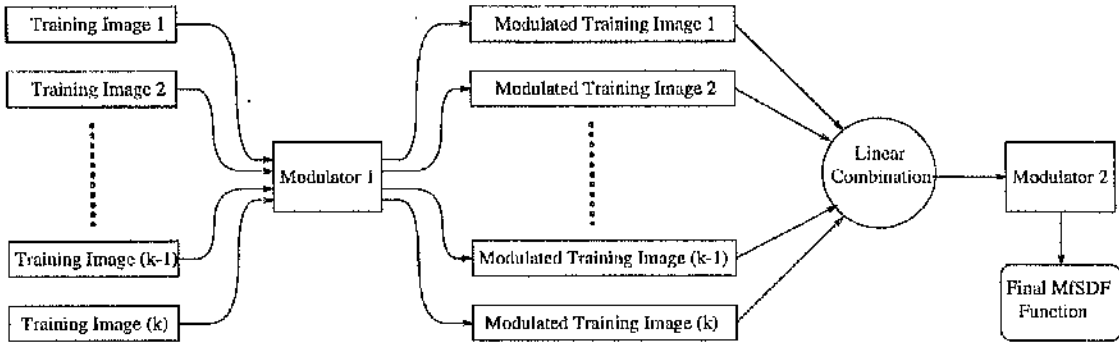 Training Image 1
Training Image 2
Training Image (k-1)
Training Image (k)
Modulator 1
Modulated Training Image 1
Modulated Training Image 2
Modulated Training Image (k-1)
Modulated Training Image (k)
Linear
Combination
Modulator 2
Final MfSDF
Function